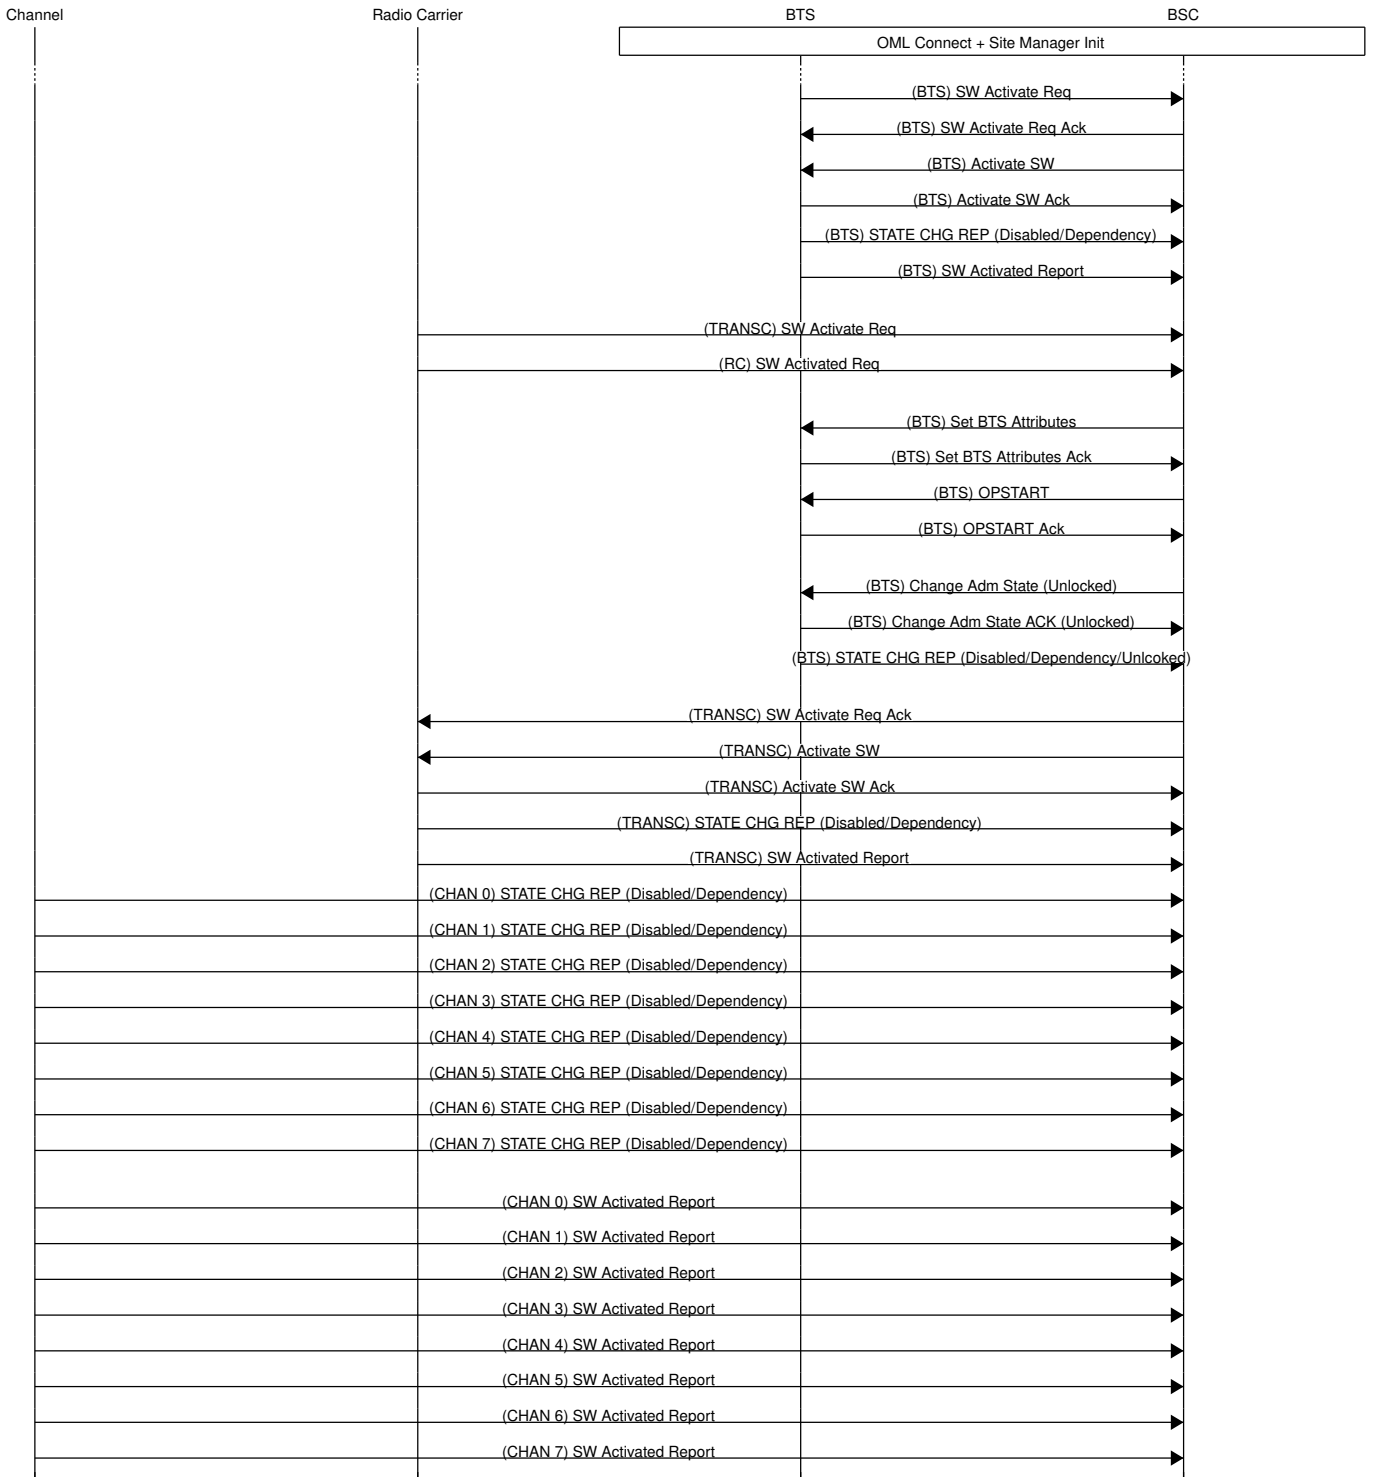 Channel Radio Carrier BTS BSC
OML Connect + Site Manager Init
(BTS) SW Activate Req
(BTS) SW Activate Req Ack
(BTS) Activate SW
(BTS) Activate SW Ack
(BTS) STATE CHG REP (Disabled/Dependency)
(BTS) SW Activated Report
(TRANSC) SW Activate Req
(RC) SW Activated Req
(BTS) Set BTS Attributes
(BTS) Set BTS Attributes Ack
(BTS) OPSTART
(BTS) OPSTART Ack
(BTS) Change Adm State (Unlocked)
(BTS) Change Adm State ACK (Unlocked)
(BTS) STATE CHG REP (Disabled/Dependency/Unlcoked)
(TRANSC) SW Activate Req Ack
(TRANSC) Activate SW
(TRANSC) Activate SW Ack
(TRANSC) STATE CHG REP (Disabled/Dependency)
(TRANSC) SW Activated Report
(CHAN 0) STATE CHG REP (Disabled/Dependency)
(CHAN 1) STATE CHG REP (Disabled/Dependency)
(CHAN 2) STATE CHG REP (Disabled/Dependency)
(CHAN 3) STATE CHG REP (Disabled/Dependency)
(CHAN 4) STATE CHG REP (Disabled/Dependency)
(CHAN 5) STATE CHG REP (Disabled/Dependency)
(CHAN 6) STATE CHG REP (Disabled/Dependency)
(CHAN 7) STATE CHG REP (Disabled/Dependency)
(CHAN 0) SW Activated Report
(CHAN 1) SW Activated Report
(CHAN 2) SW Activated Report
(CHAN 3) SW Activated Report
(CHAN 4) SW Activated Report
(CHAN 5) SW Activated Report
(CHAN 6) SW Activated Report
(CHAN 7) SW Activated Report